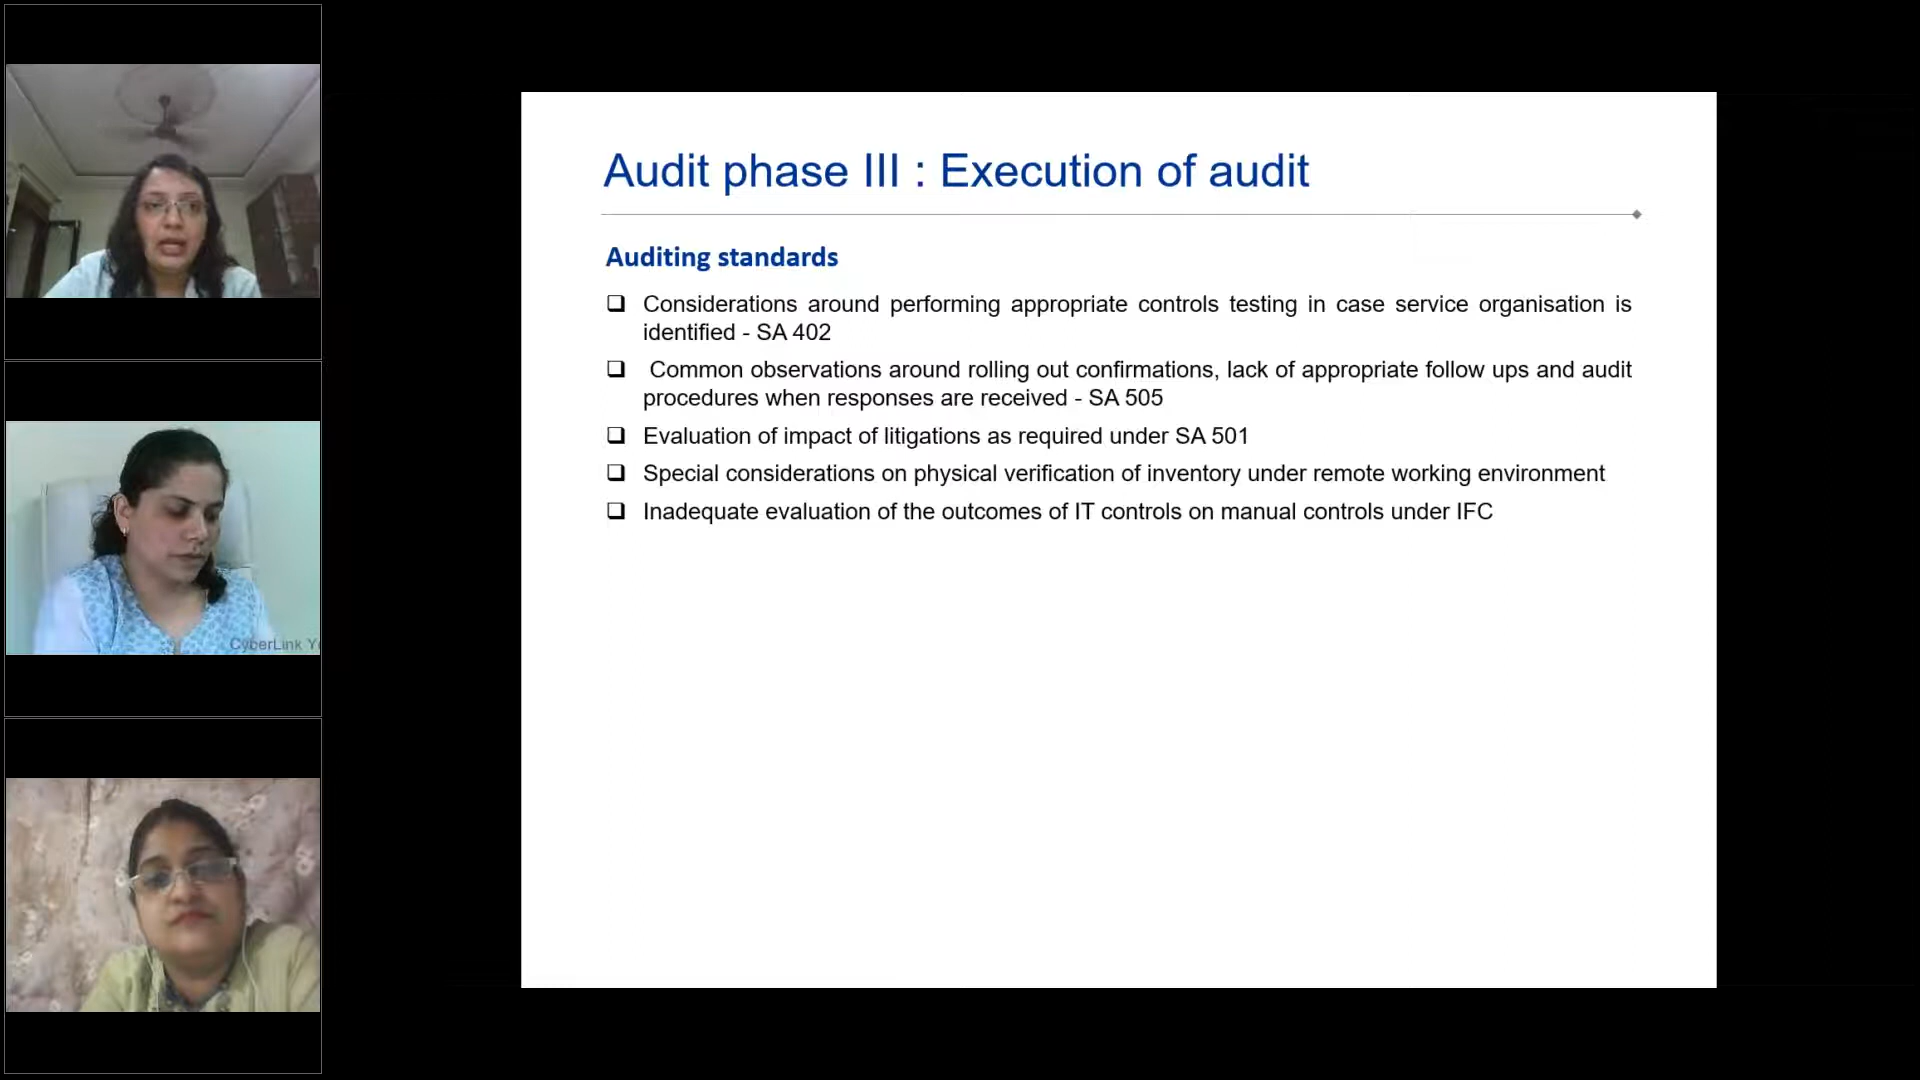 Audit phase III : Execution of audit
Auditing standards
❑ Considerations around performing appropriate controls testing in case service organisation is
identified - SA 402
❑ Common observations around rolling out confirmations, lack of appropriate follow ups and audit
procedures when responses are received - SA 505
❑ Evaluation of impact of litigations as required under SA 501
❑ Special considerations on physical verification of inventory under remote working environment
❑ Inadequate evaluation of the outcomes of IT controls on manual controls under IFC
CyberLink